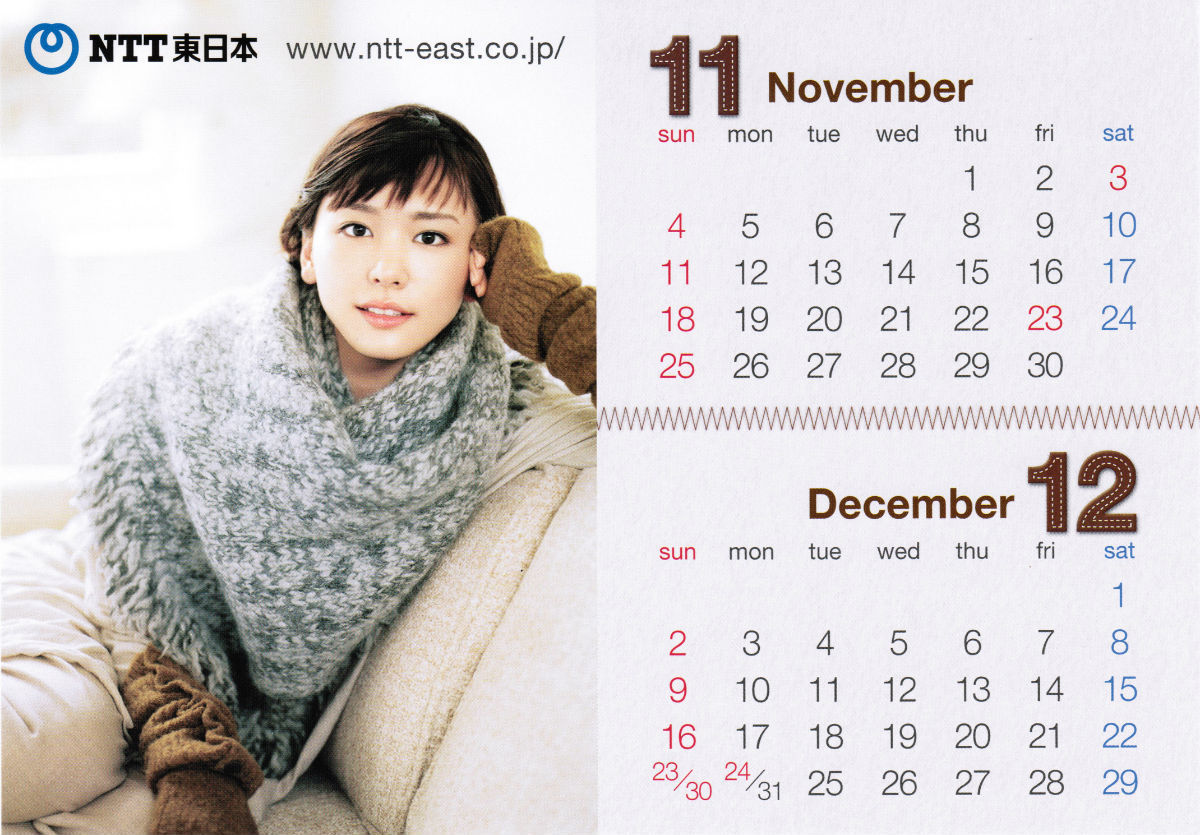 NTT東日本 www.ntt-east.co.jp/
11 November
sun mon tue wed thu fri sat
1 2 3
4 5 6 7 8 9 10
11 12 13 14 15 16 17
18 19 20 21 22 23 24
25 26 27 28 29 30
December 12
sun mon tue wed thu fri sat
1
2 3 4 5 6 7 8
9 10 11 12 13 14 15
16 17 18 19 20 21 22
23/30 24/31 25 26 27 28 29